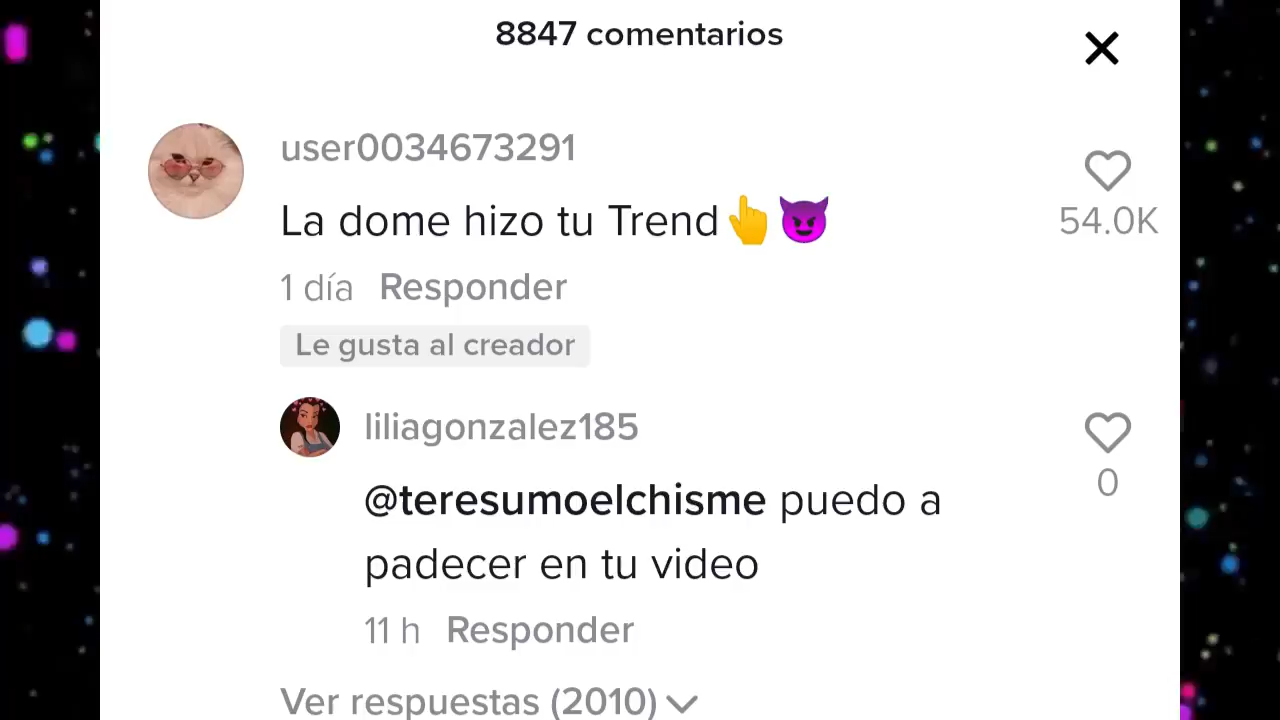 8847 comentarios
user0034673291
La dome hizo tu Trend👆😈
54.0K
1 día Responder
Le gusta al creador
liliagonzalez185
@teresumoelchisme puedo a
padecer en tu video
0
11 h Responder
Ver respuestas (2010)